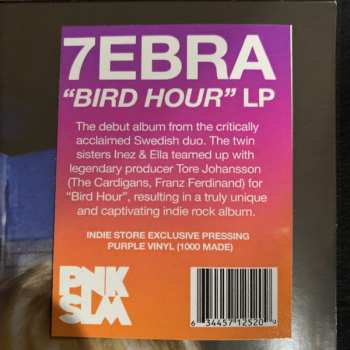 7EBRA
“BIRD HOUR” LP
The debut album from the critically
acclaimed Swedish duo. The twin
sisters Inez & Ella teamed up with
legendary producer Tore Johansson
(The Cardigans, Franz Ferdinand) for
“Bird Hour”, resulting in a truly unique
and captivating indie rock album.
INDIE STORE EXCLUSIVE PRESSING
PURPLE VINYL (1000 MADE)
PNK
SLM
6 34457 12520 9